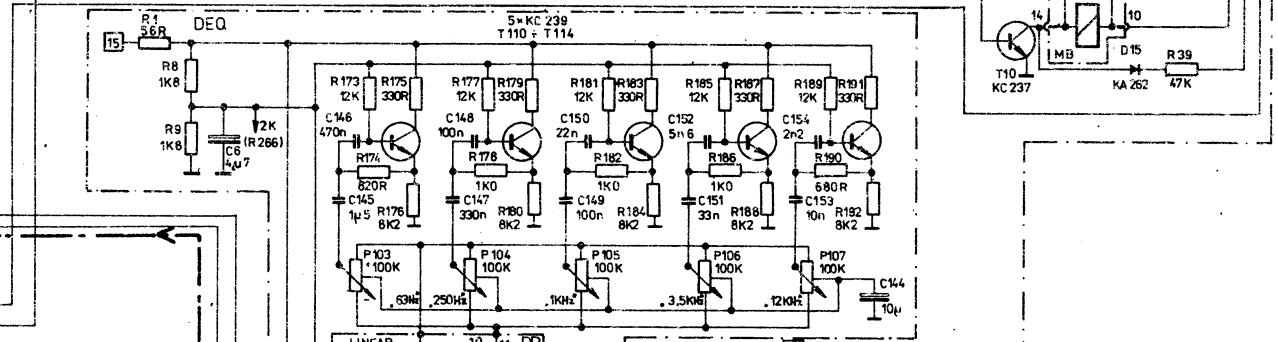 DEQ
5×KC 239
T110 ÷ T114
R1
56R
15
R8
1K8
R9
1K8
2K
(R266)
C6
4µ7
R173
12K
R175
330R
C146
470n
R174
820R
C145
1µ5
R176
8K2
R177
12K
R179
330R
C148
100n
R178
1K0
C147
330n
R180
8K2
R181
12K
R183
330R
C150
22n
R182
1K0
C149
100n
R184
8K2
R185
12K
R187
330R
C152
5n6
R186
1K0
C151
33n
R188
8K2
R189
12K
R191
330R
C154
2n2
R190
680R
C153
10n
R192
8K2
P103
100K
"63Hz"
P104
100K
"250Hz"
P105
100K
"1KHz"
P106
100K
"3,5KHz"
P107
100K
"12KHz"
C144
10µ
LINEAR
14
10
MB
T10
KC237
D15
KA262
R39
47K